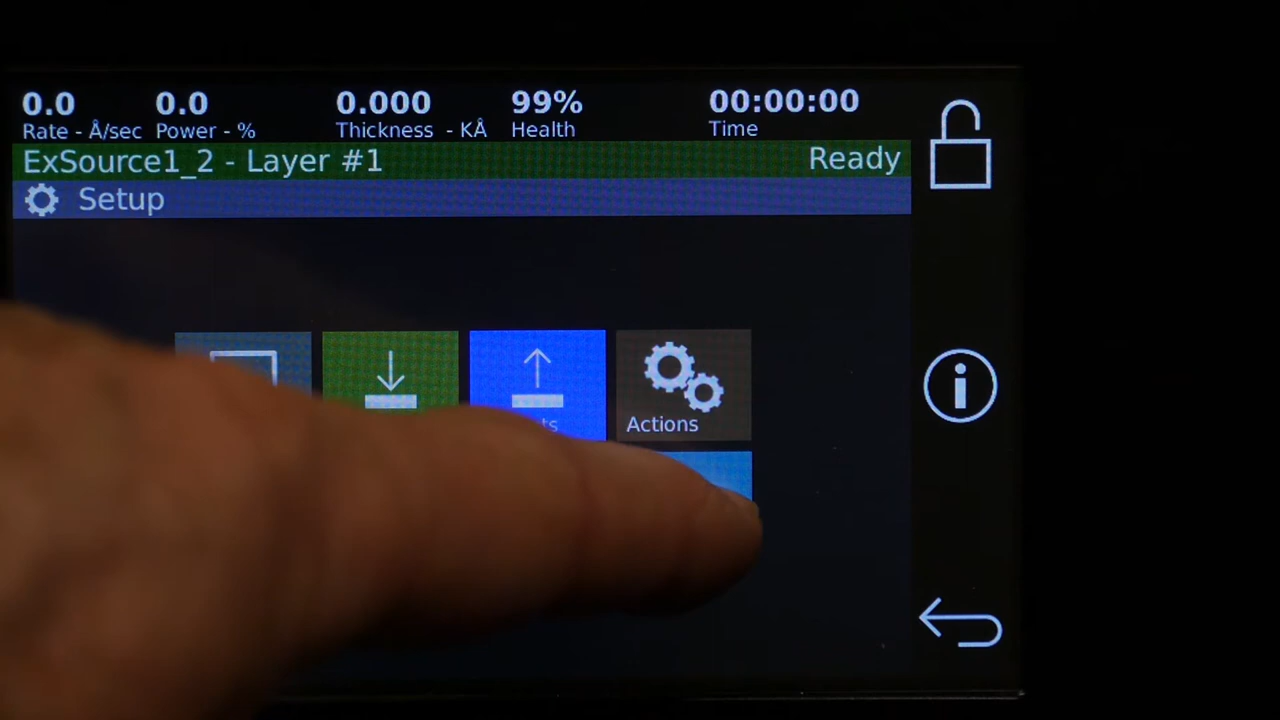 0.0 0.0 0.000 99% 00:00:00
Rate - Å/sec Power - % Thickness - KÅ Health Time
ExSource1_2 - Layer #1 Ready
Setup
Actions